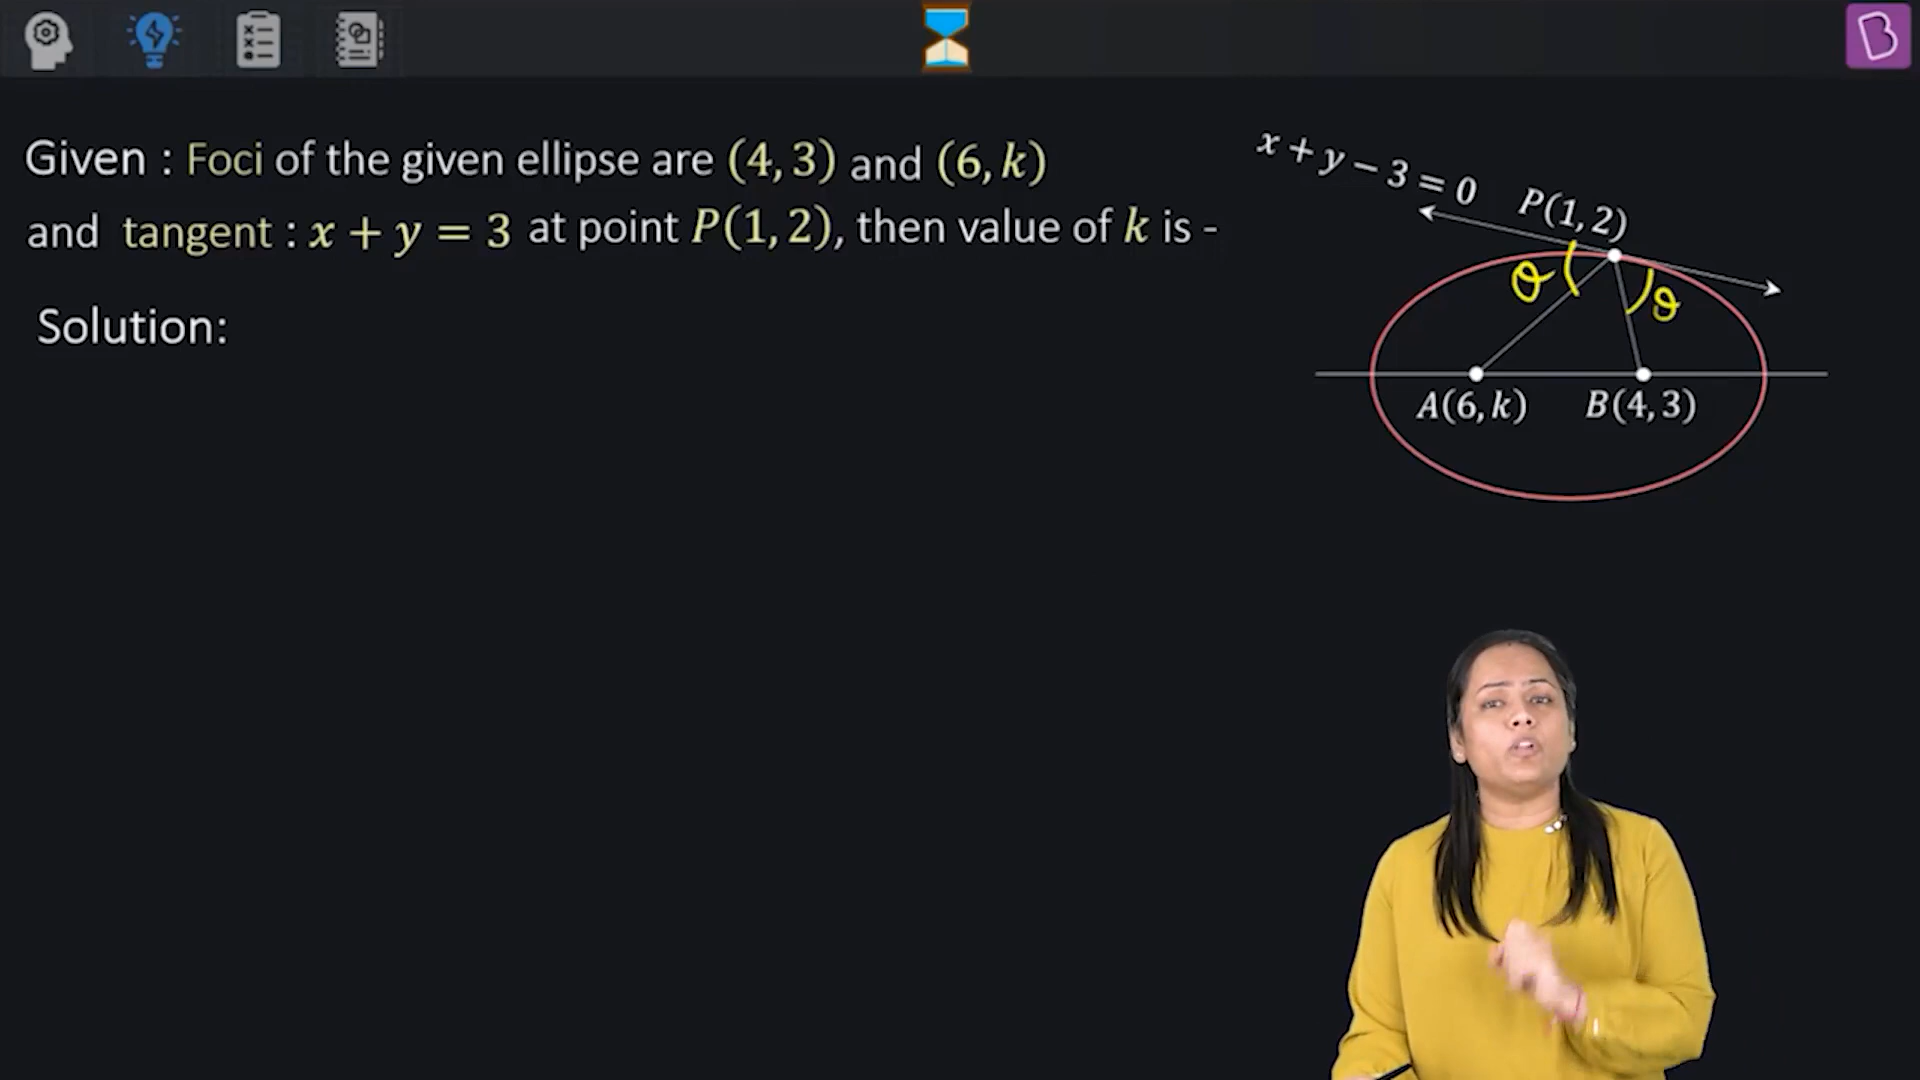 Given : Foci of the given ellipse are (4, 3) and (6, k)
and tangent : x + y = 3 at point P(1, 2), then value of k is -
Solution:
x + y − 3 = 0
P(1, 2)
θ
θ
A(6, k)
B(4, 3)